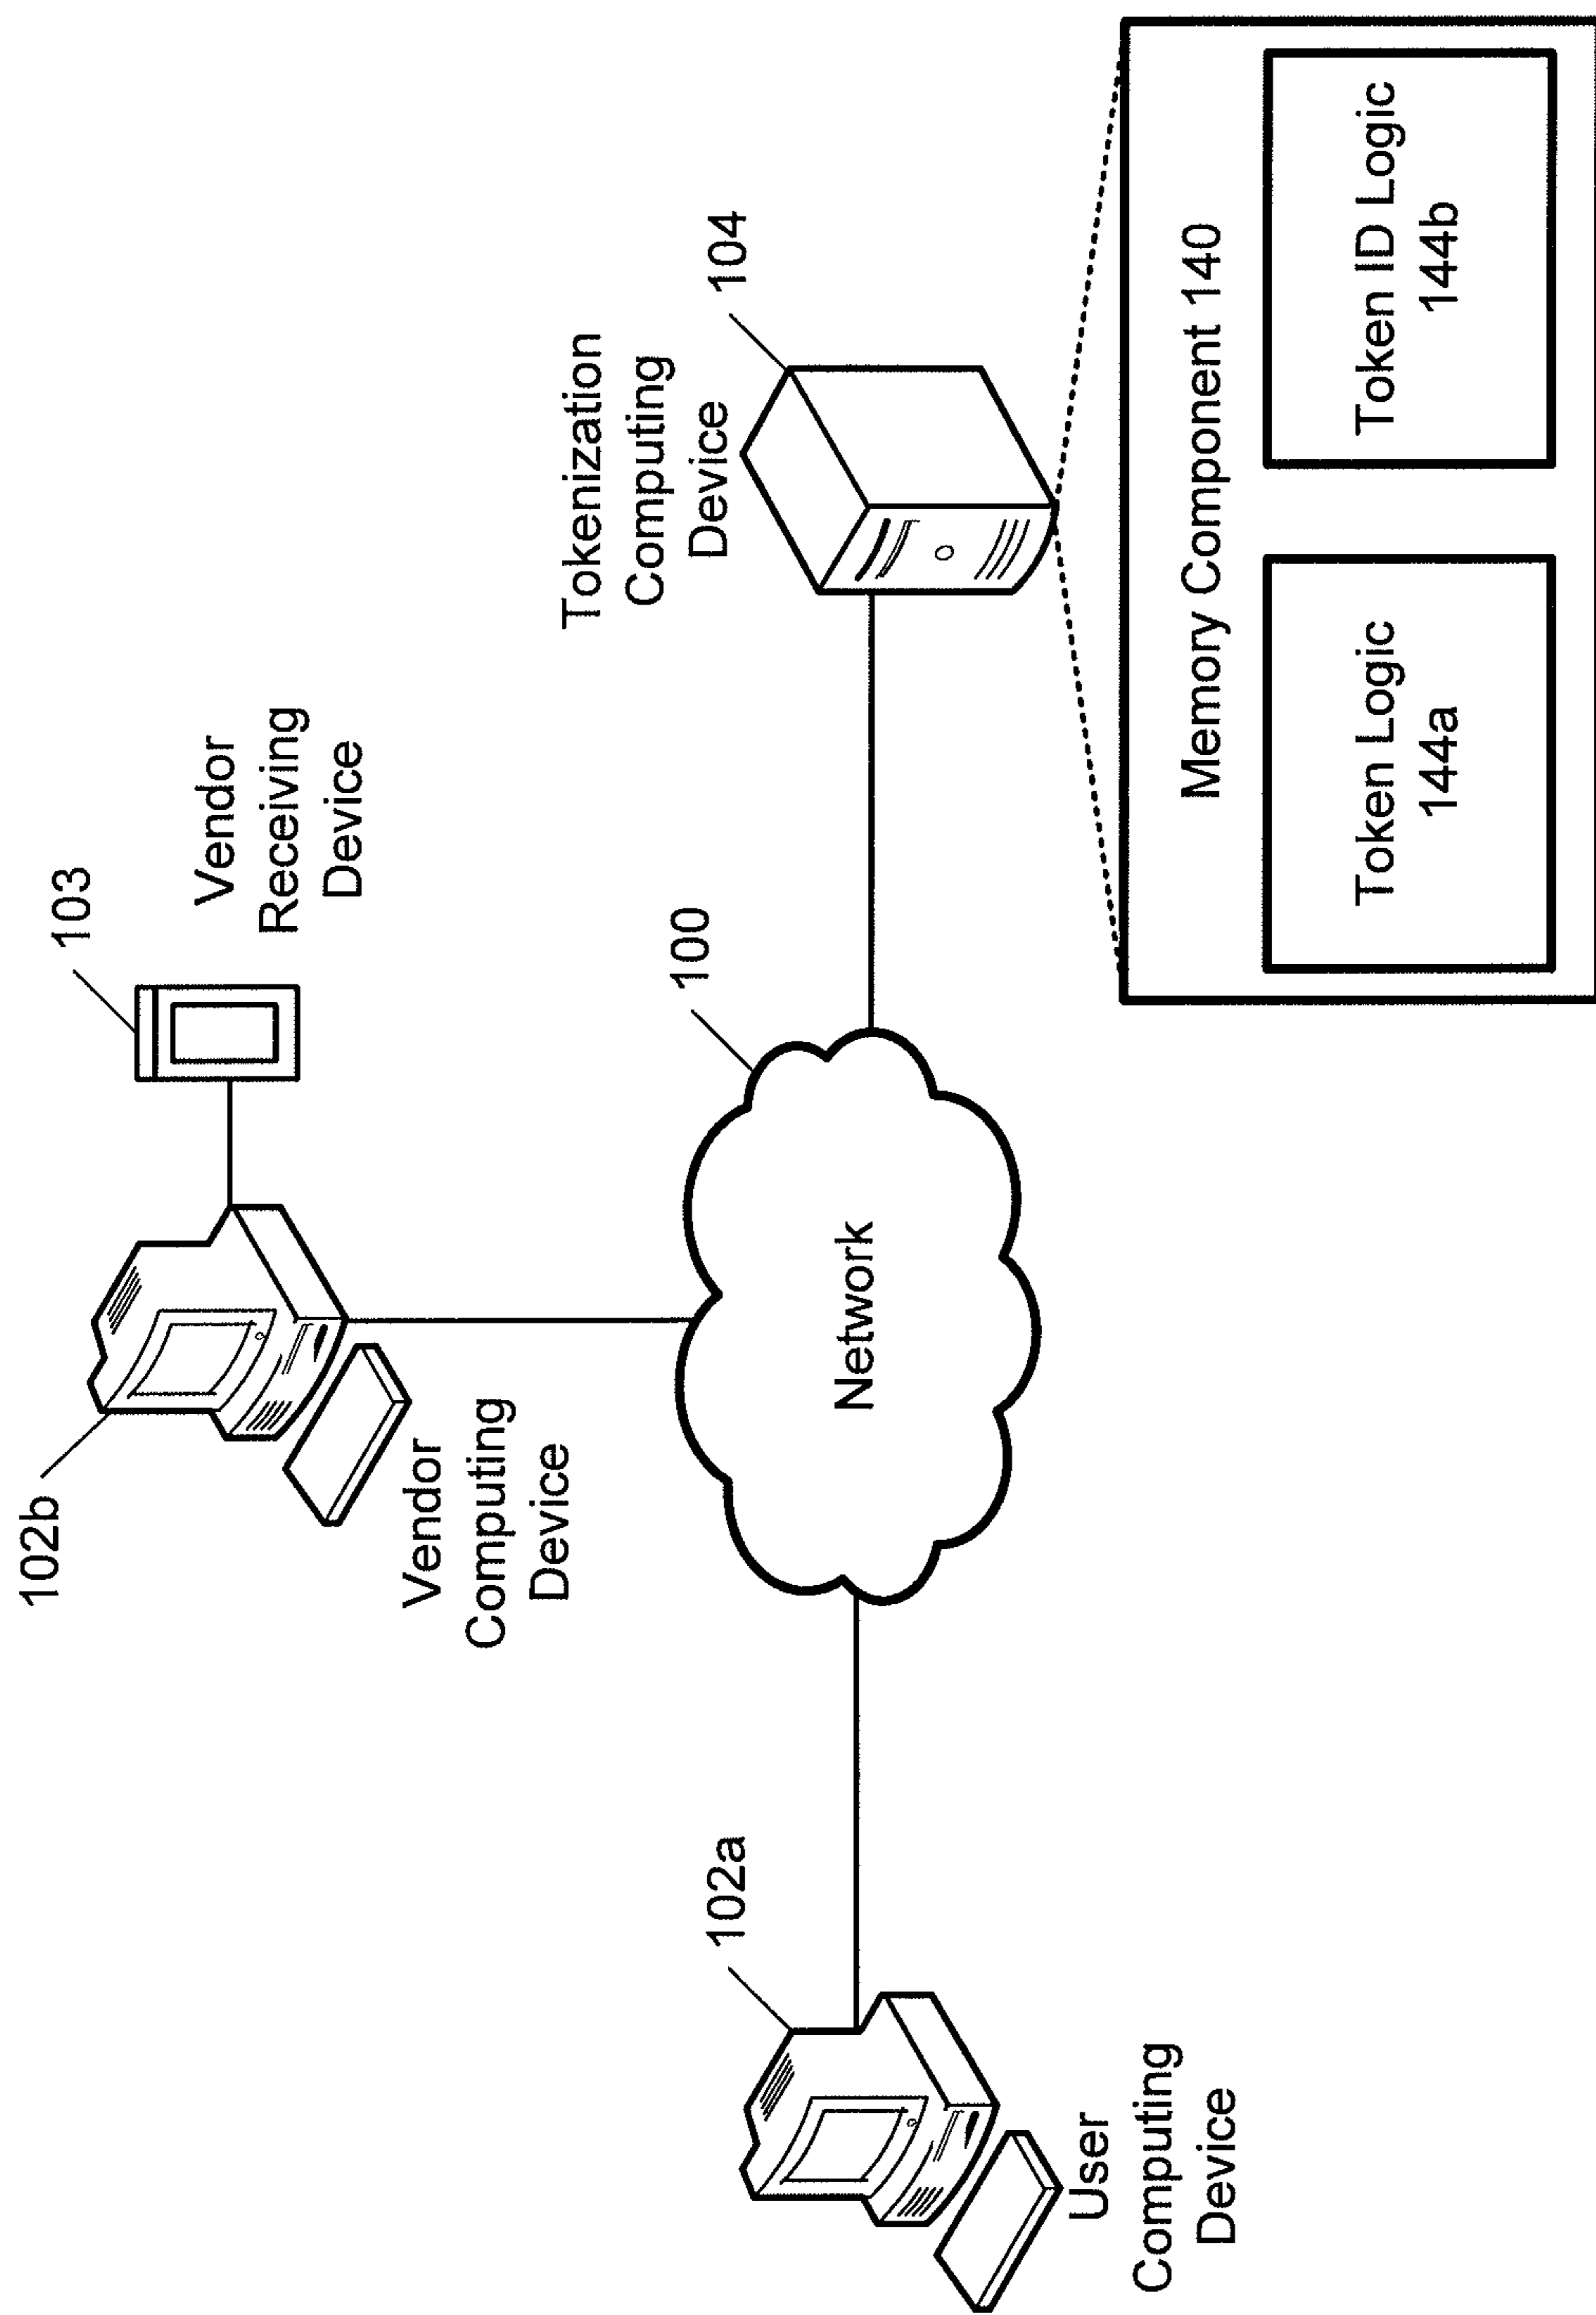 102b
103
Vendor
Receiving
Device
Vendor
Computing
Device
Tokenization
Computing
Device
104
100
Network
102a
User
Computing
Device
Memory Component 140
Token Logic
144a
Token ID Logic
144b